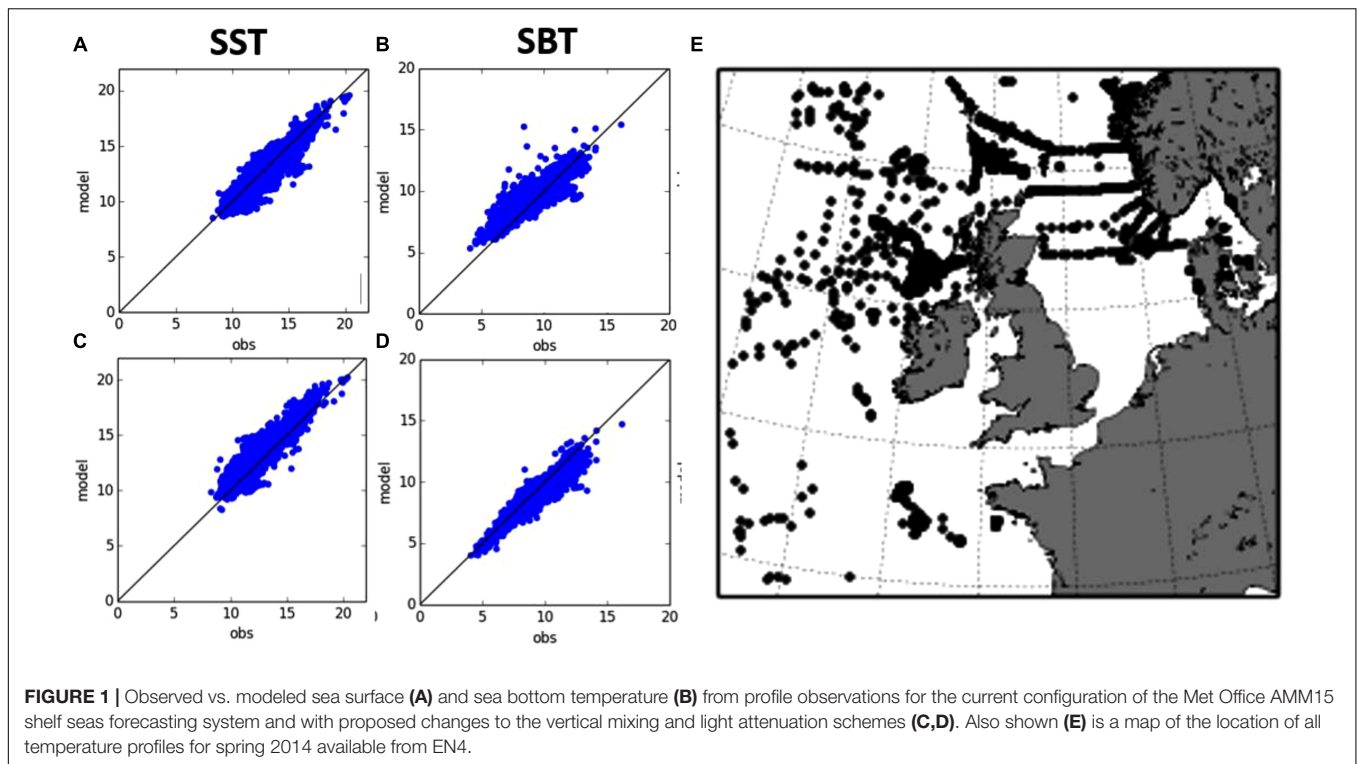 A SST B SBT E
20
15
10
5
0
model
0 5 10 15 20
obs
20
15
10
5
0
model
0 5 10 15 20
obs
C D
20
15
10
5
0
model
0 5 10 15 20
obs
20
15
10
5
0
model
0 5 10 15 20
obs
FIGURE 1 | Observed vs. modeled sea surface (A) and sea bottom temperature (B) from profile observations for the current configuration of the Met Office AMM15
shelf seas forecasting system and with proposed changes to the vertical mixing and light attenuation schemes (C,D). Also shown (E) is a map of the location of all
temperature profiles for spring 2014 available from EN4.